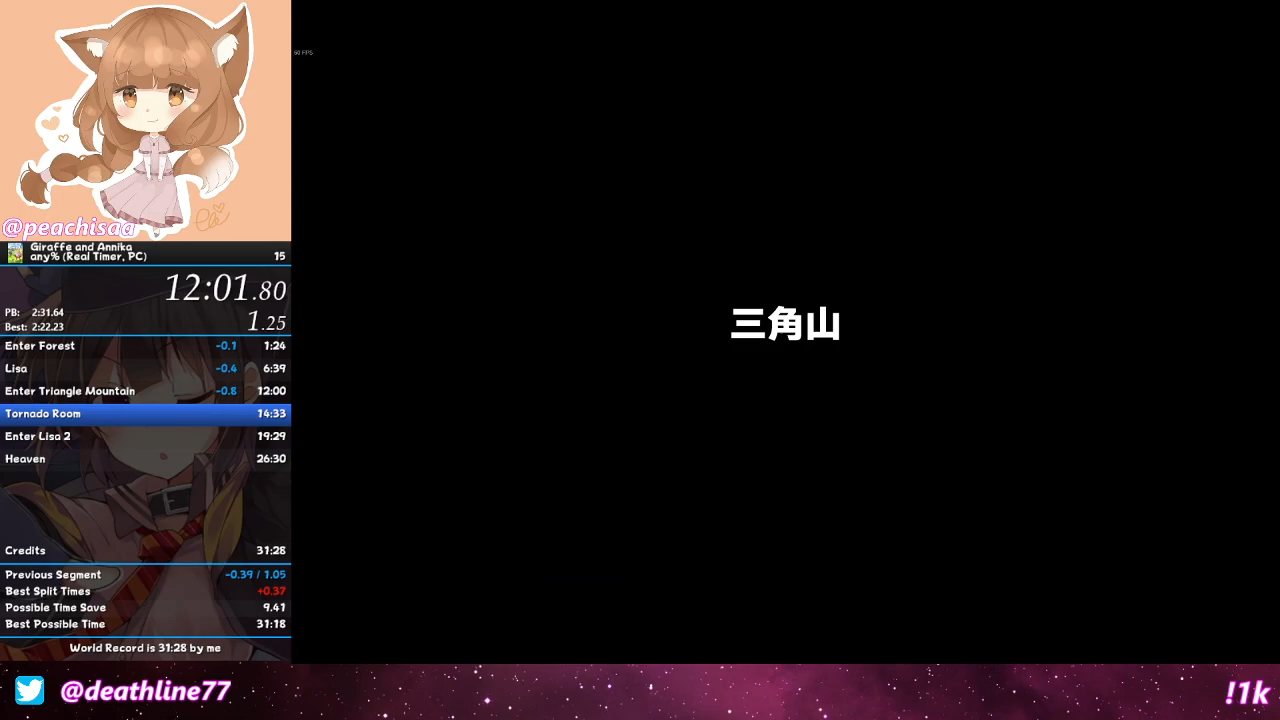 @peachisaa
50 FPS
Giraffe and Annika
any% (Real Timer, PC) 15
12:01.80
PB: 2:31.64
Best: 2:22.23
1.25
Enter Forest -0.1 1:24
Lisa -0.4 6:39
Enter Triangle Mountain -0.8 12:00
Tornado Room 14:33
Enter Lisa 2 19:29
Heaven 26:30
Credits 31:28
Previous Segment -0.39 / 1.05
Best Split Times +0.37
Possible Time Save 9.41
Best Possible Time 31:18
World Record is 31:28 by me
三角山
@deathline77
!1k